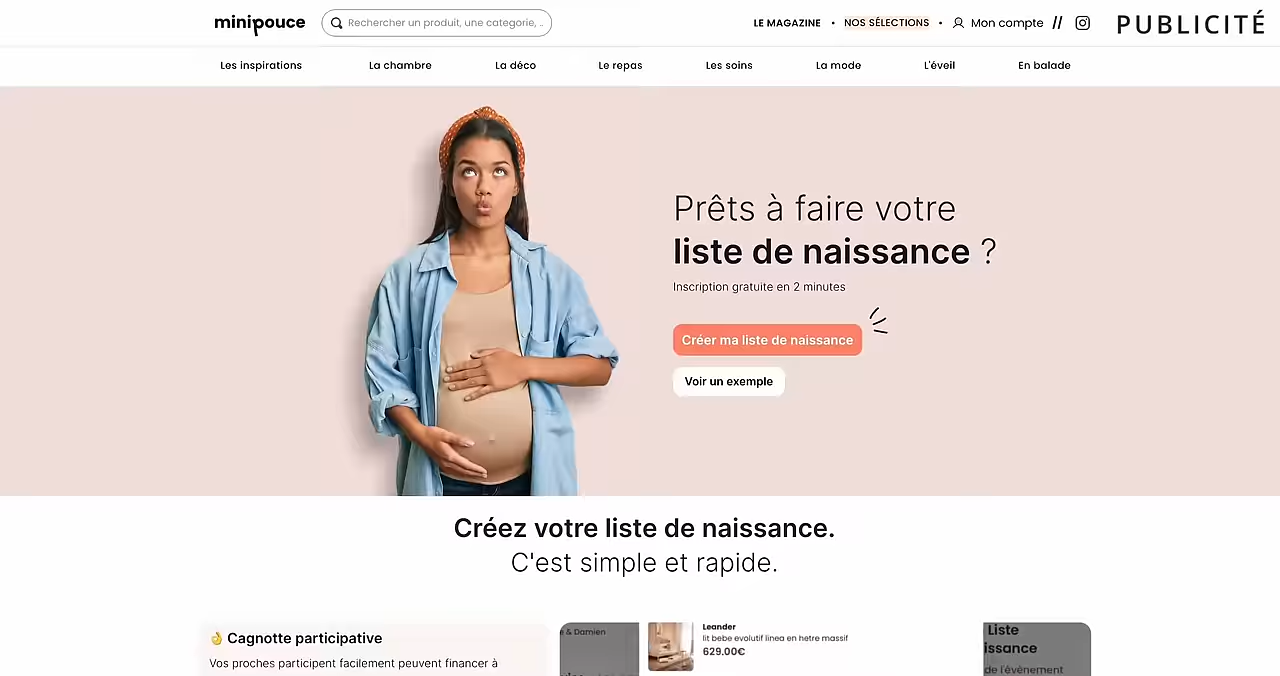 minipouce
Rechercher un produit, une categorie, ..
LE MAGAZINE • NOS SÉLECTIONS • Mon compte //
PUBLICITÉ
Les inspirations
La chambre
La déco
Le repas
Les soins
La mode
L'éveil
En balade
Prêts à faire votre
liste de naissance ?
Inscription gratuite en 2 minutes
Créer ma liste de naissance
Voir un exemple
Créez votre liste de naissance.
C'est simple et rapide.
👌 Cagnotte participative
Vos proches participent facilement peuvent financer à
& Damien
Leander
lit bebe evolutif linea en hetre massif
629.00€
Liste
issance
de l'événement